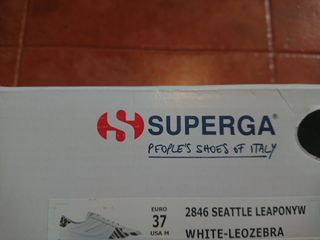 SUPERGA®
PEOPLE'S SHOES OF ITALY
EURO
37
USA M
2846 SEATTLE LEAPONYW
WHITE-LEOZEBRA